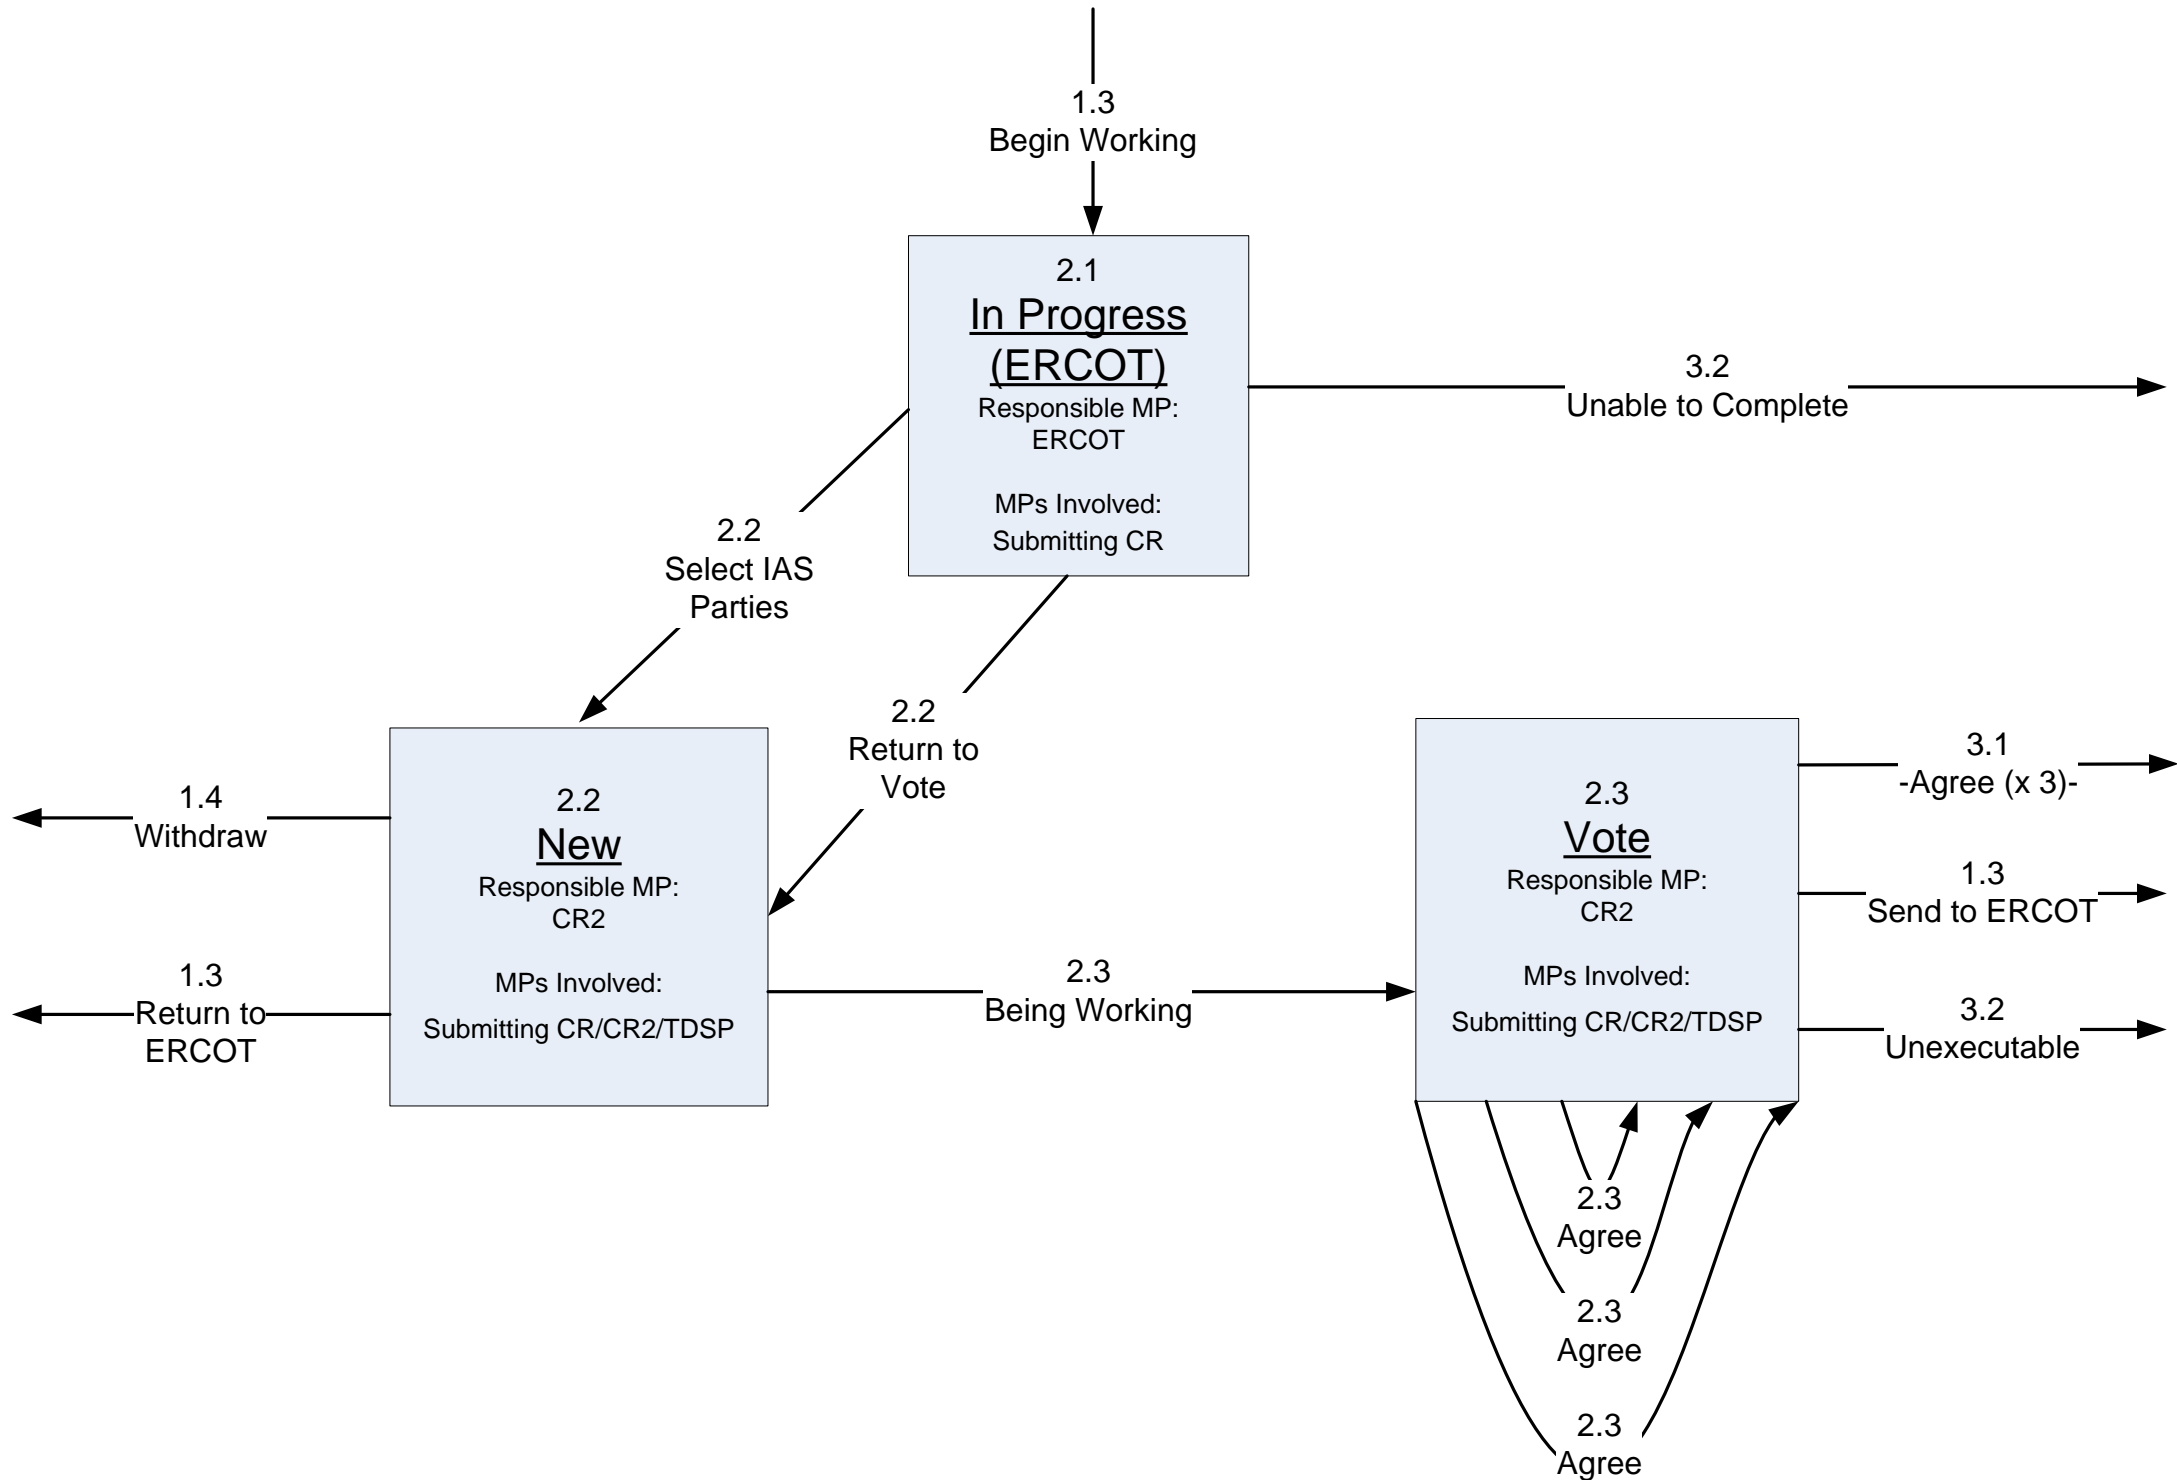 1.3
Begin Working
2.1
In Progress
(ERCOT)
Responsible MP:
ERCOT
MPs Involved:
Submitting CR
3.2
Unable to Complete
2.2
Select IAS
Parties
2.2
Return to
Vote
1.4
Withdraw
1.3
Return to
ERCOT
2.2
New
Responsible MP:
CR2
MPs Involved:
Submitting CR/CR2/TDSP
2.3
Being Working
2.3
Vote
Responsible MP:
CR2
MPs Involved:
Submitting CR/CR2/TDSP
3.1
-Agree (x 3)-
1.3
Send to ERCOT
3.2
Unexecutable
2.3
Agree
2.3
Agree
2.3
Agree